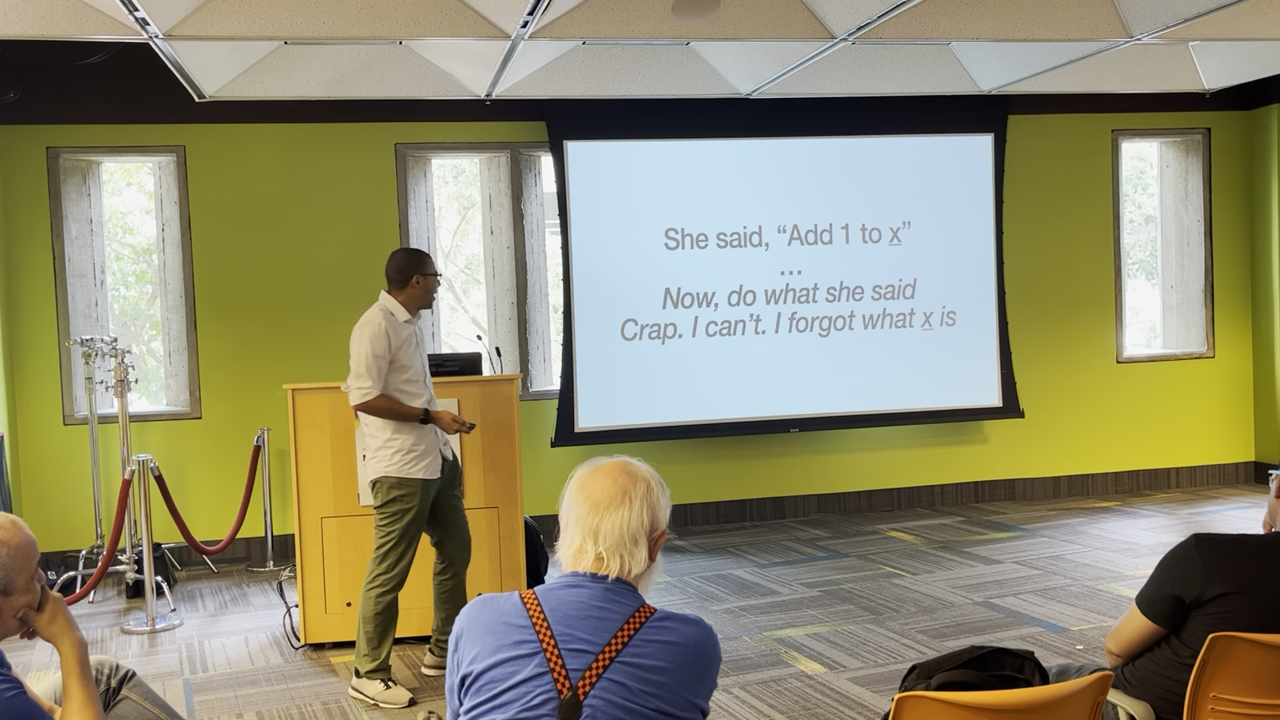 She said, “Add 1 to x”
...
Now, do what she said
Crap. I can’t. I forgot what x is